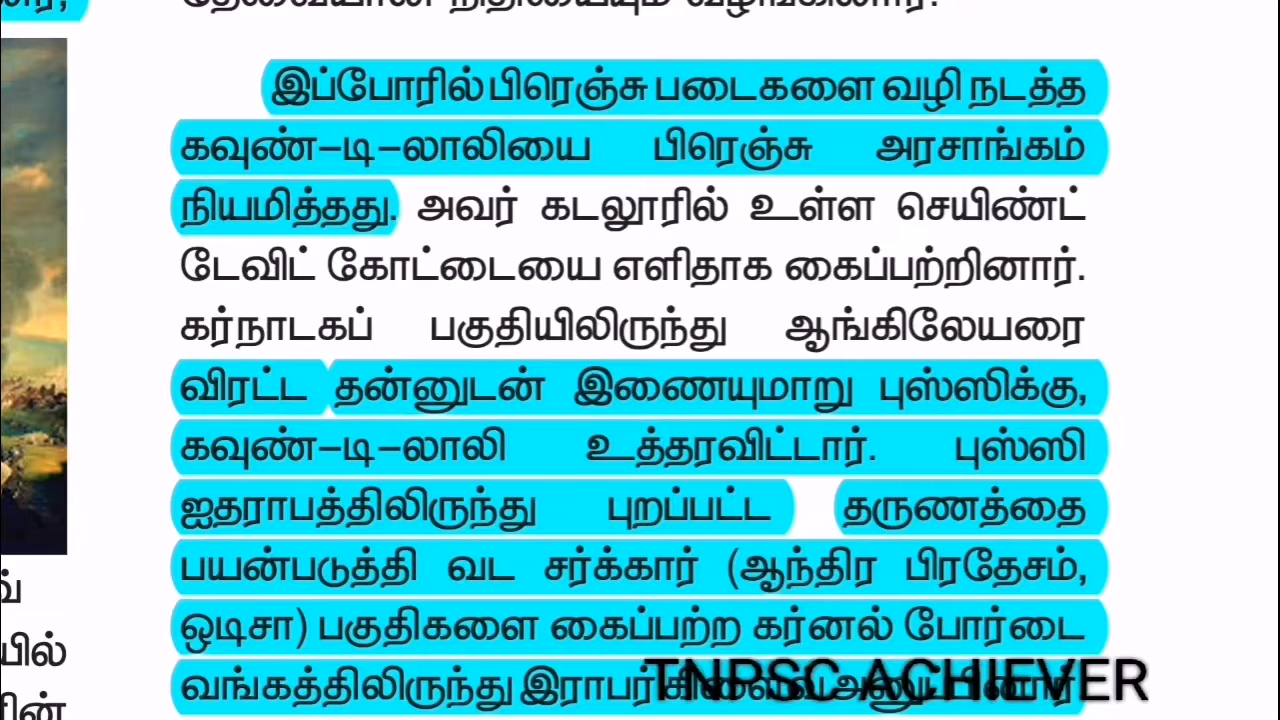 இப்போரில் பிரெஞ்சு படைகளை வழி நடத்த
கவுண்–டி–லாலியை பிரெஞ்சு அரசாங்கம்
நியமித்தது. அவர் கடலூரில் உள்ள செயிண்ட்
டேவிட் கோட்டையை எளிதாக கைப்பற்றினார்.
கர்நாடகப் பகுதியிலிருந்து ஆங்கிலேயரை
விரட்ட தன்னுடன் இணையுமாறு புஸ்ஸிக்கு,
கவுண்–டி–லாலி உத்தரவிட்டார். புஸ்ஸி
ஐதராபத்திலிருந்து புறப்பட்ட தருணத்தை
பயன்படுத்தி வட சர்க்கார் (ஆந்திர பிரதேசம்,
ஒடிசா) பகுதிகளை கைப்பற்ற கர்னல் போர்டை
வங்கத்திலிருந்து இராபர்
TNPSC ACHIEVER